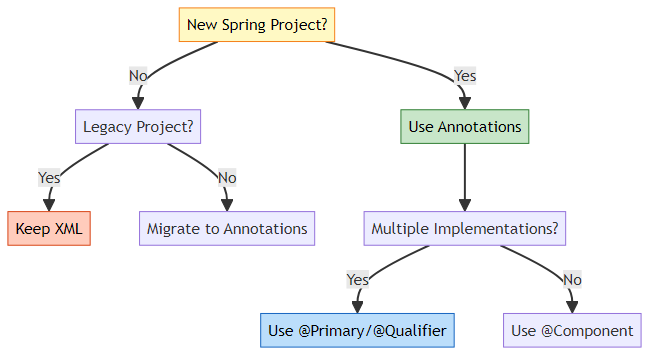 New Spring Project?
No
Yes
Legacy Project?
Use Annotations
Yes
No
Keep XML
Migrate to Annotations
Multiple Implementations?
Yes
No
Use @Primary/@Qualifier
Use @Component